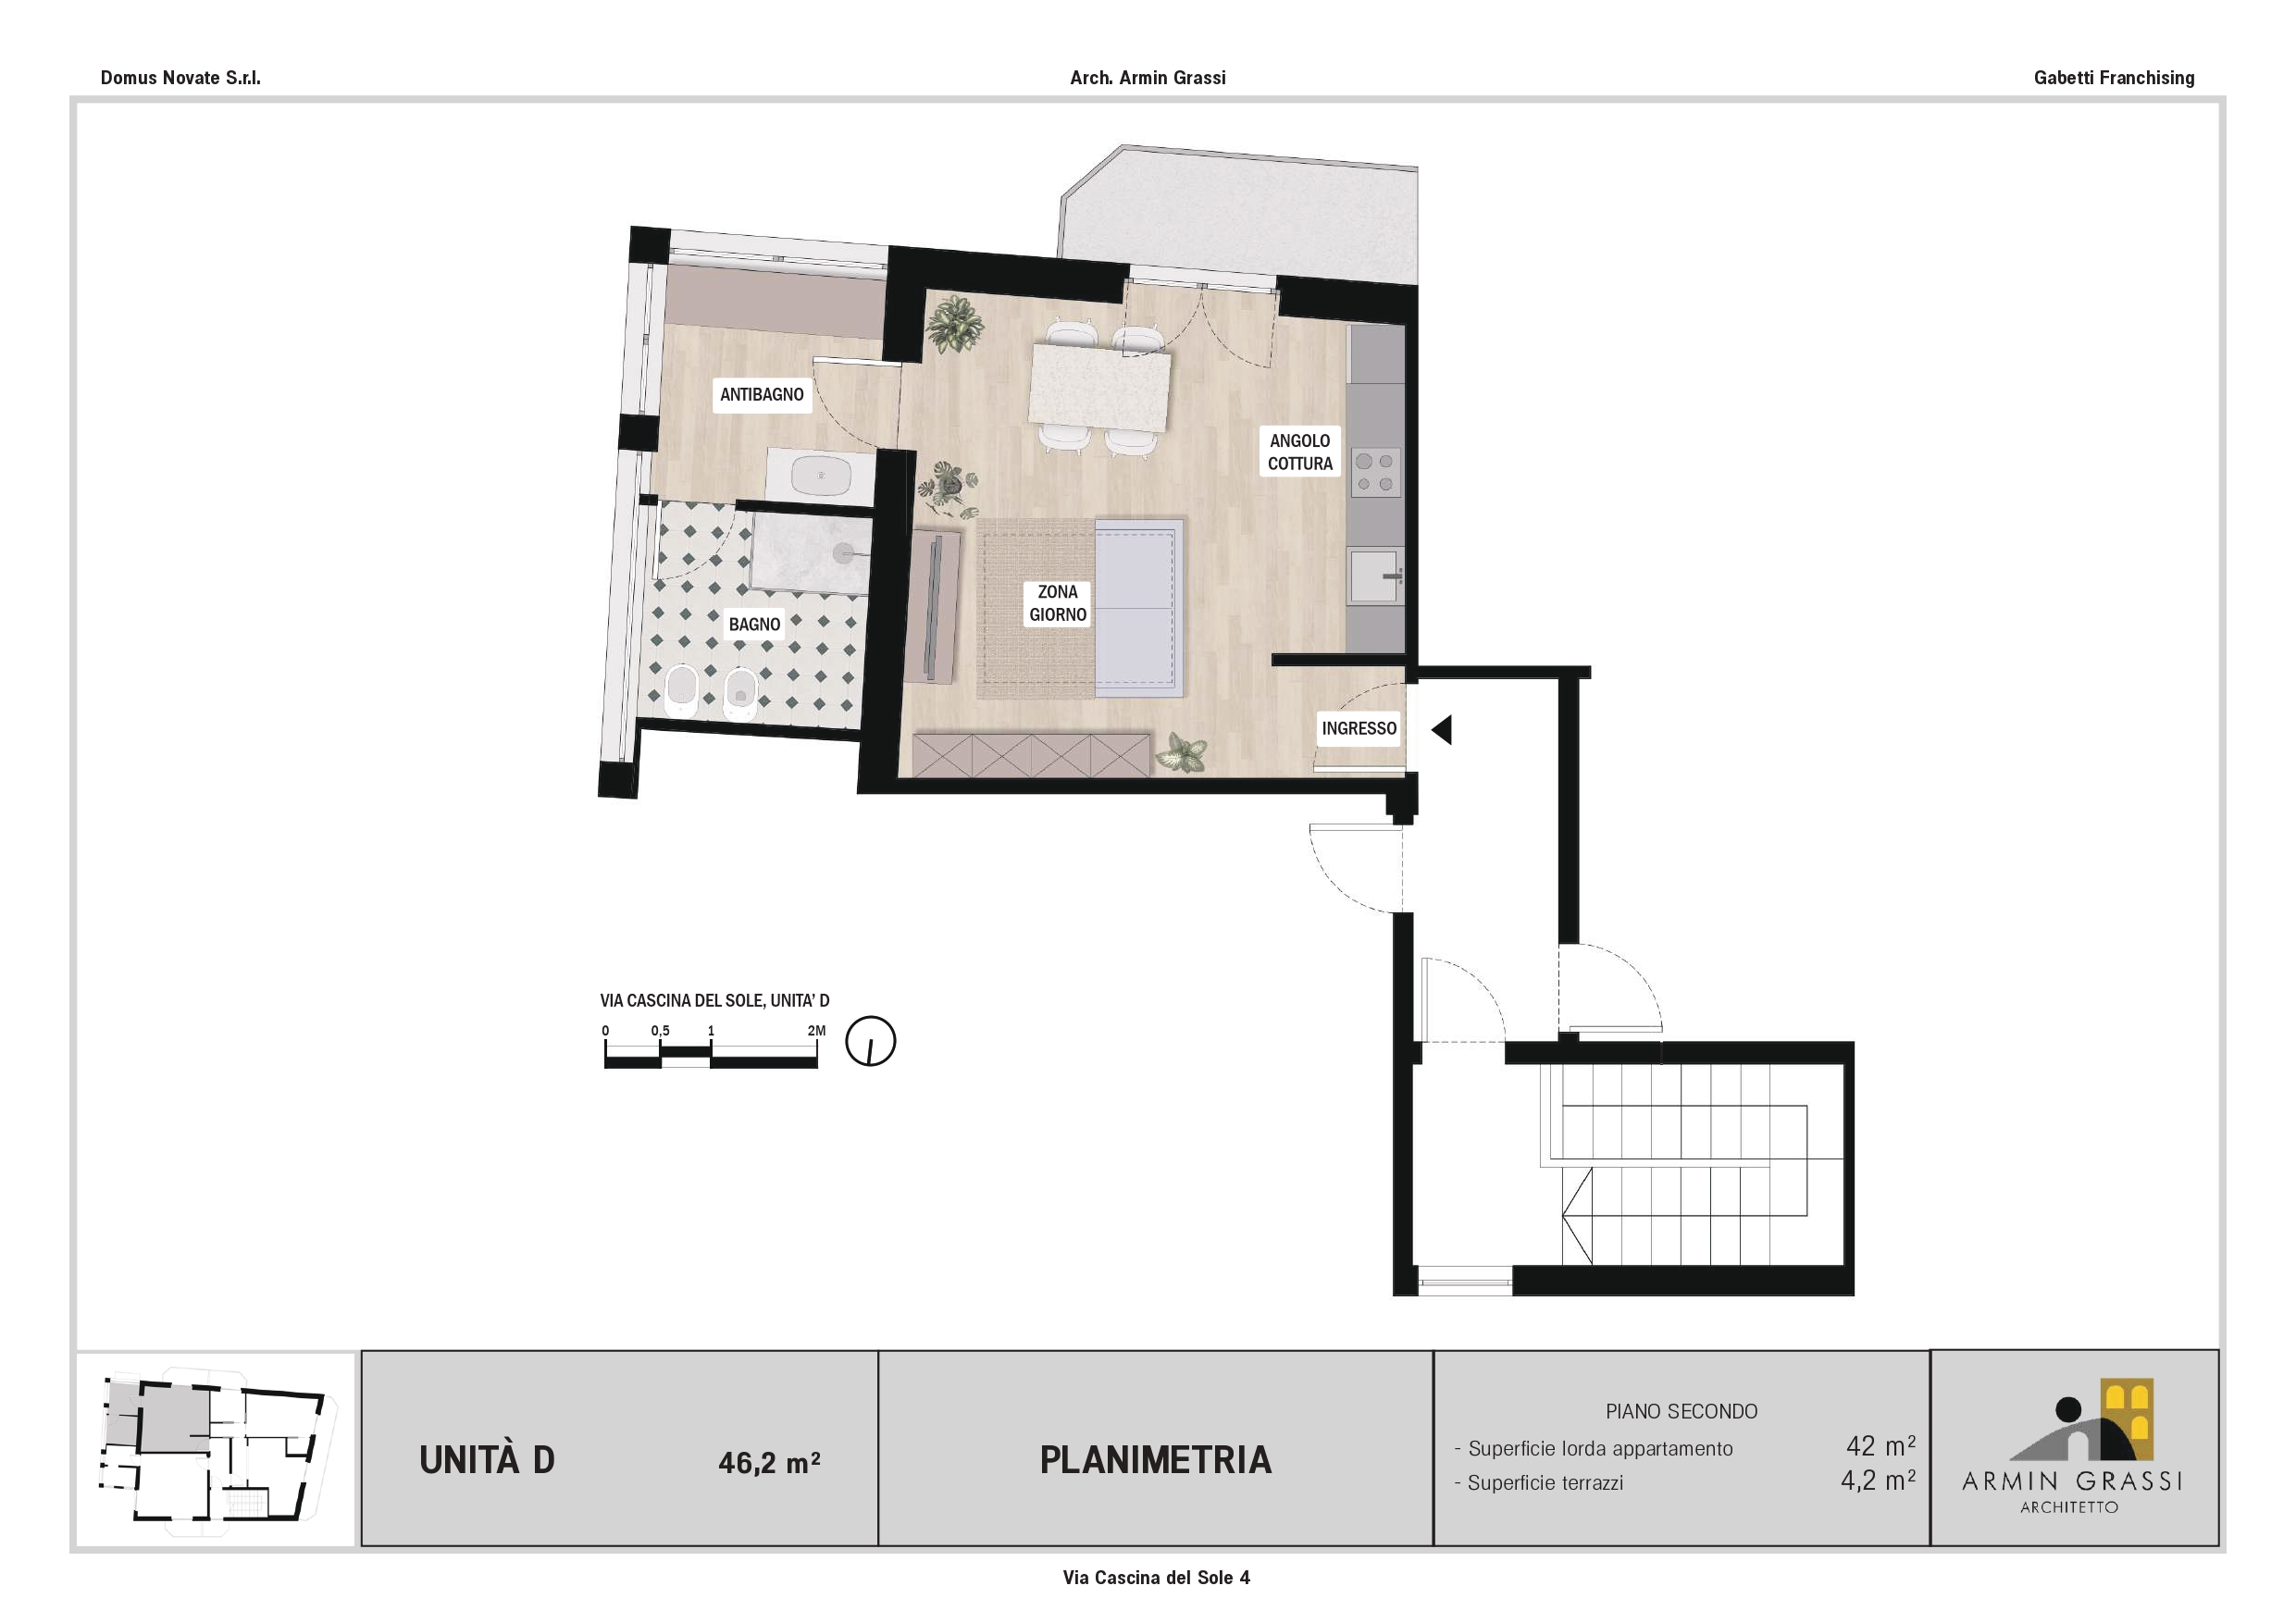 Domus Novate S.r.l.
Arch. Armin Grassi
Gabetti Franchising
ANTIBAGNO
ANGOLO
COTTURA
ZONA
GIORNO
BAGNO
INGRESSO
VIA CASCINA DEL SOLE, UNITA' D
0 0,5 1 2M
UNITÀ D 46,2 m²
PLANIMETRIA
PIANO SECONDO
- Superficie lorda appartamento 42 m²
- Superficie terrazzi 4,2 m²
ARMIN GRASSI
ARCHITETTO
Via Cascina del Sole 4